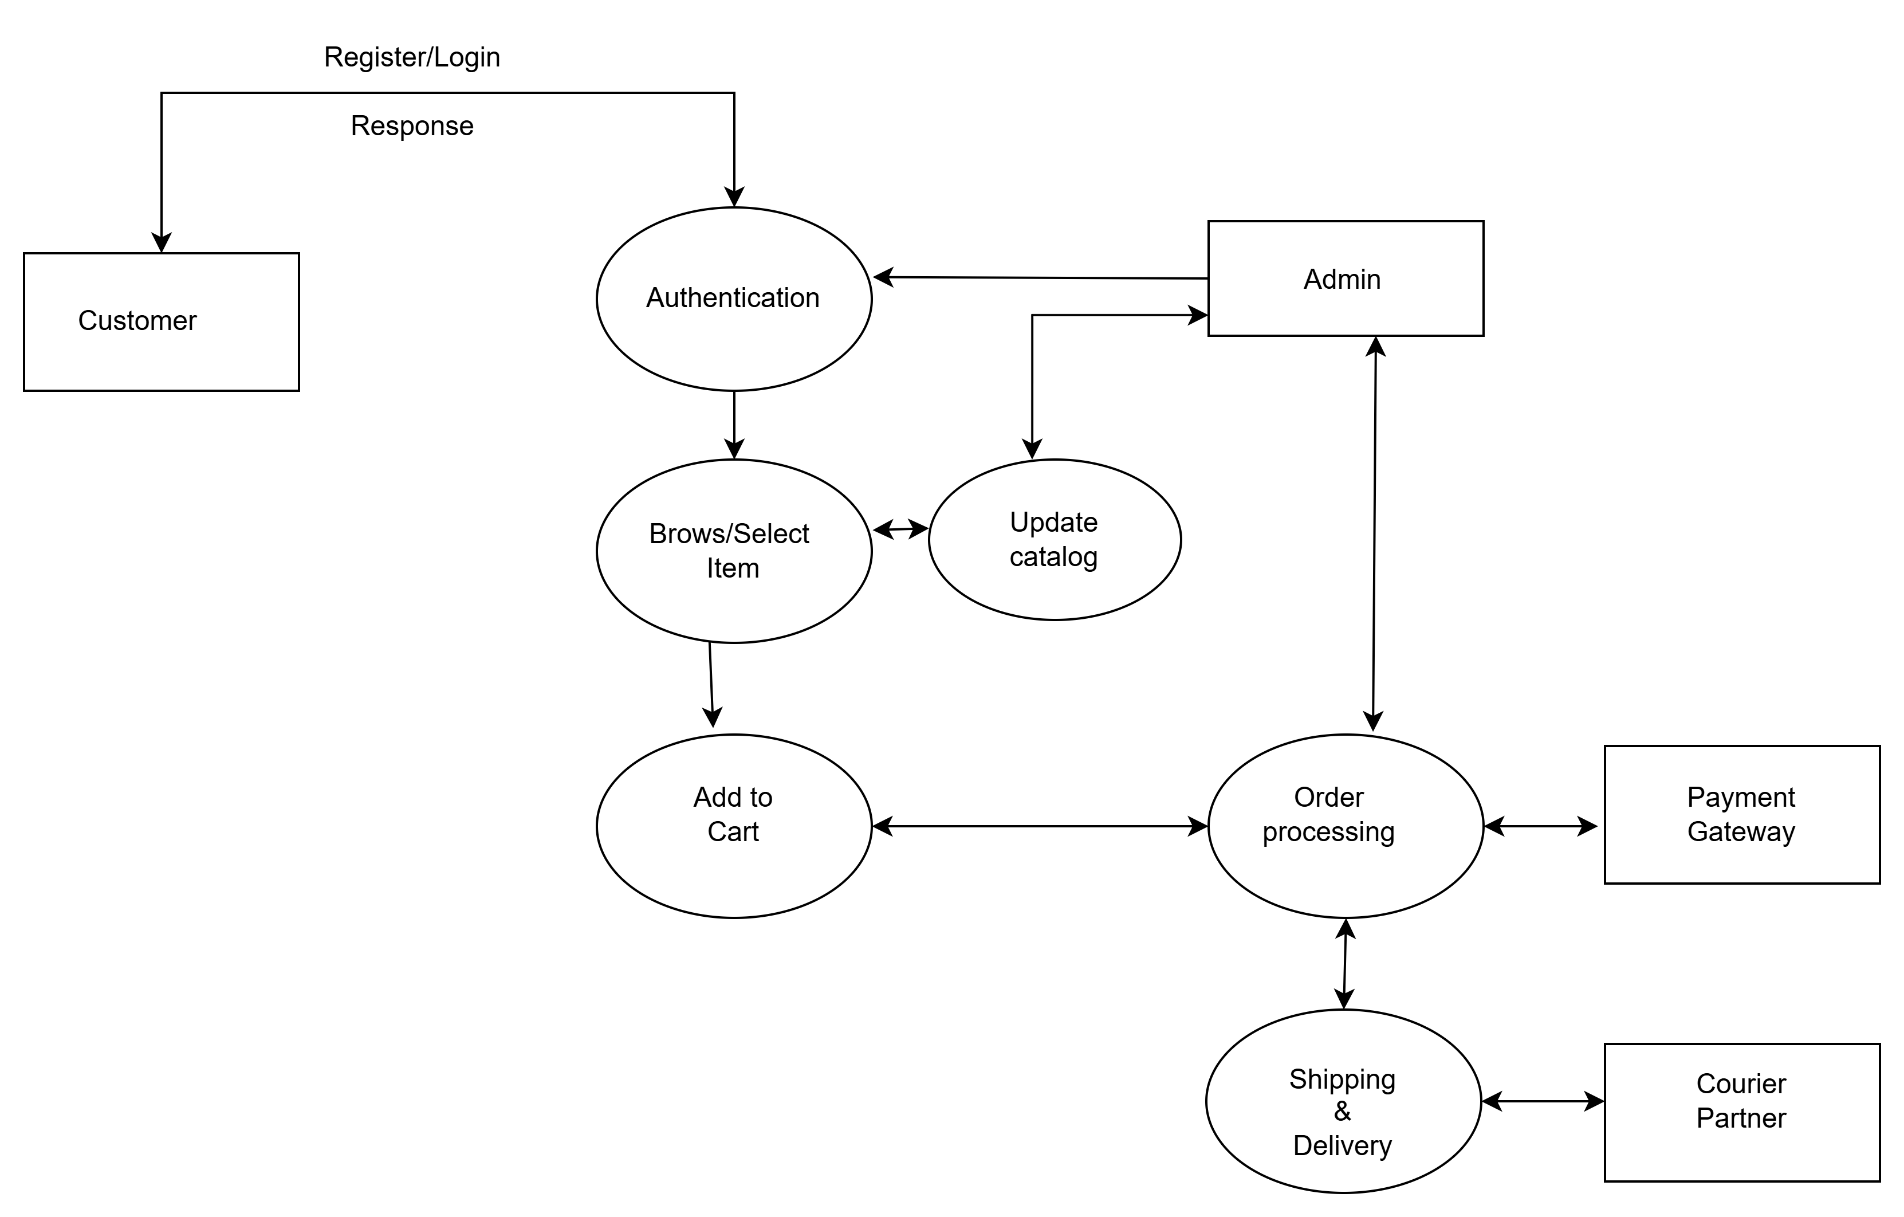 Register/Login
Response
Customer
Authentication
Admin
Brows/Select
Item
Update
catalog
Add to
Cart
Order
processing
Payment
Gateway
Shipping
&
Delivery
Courier
Partner